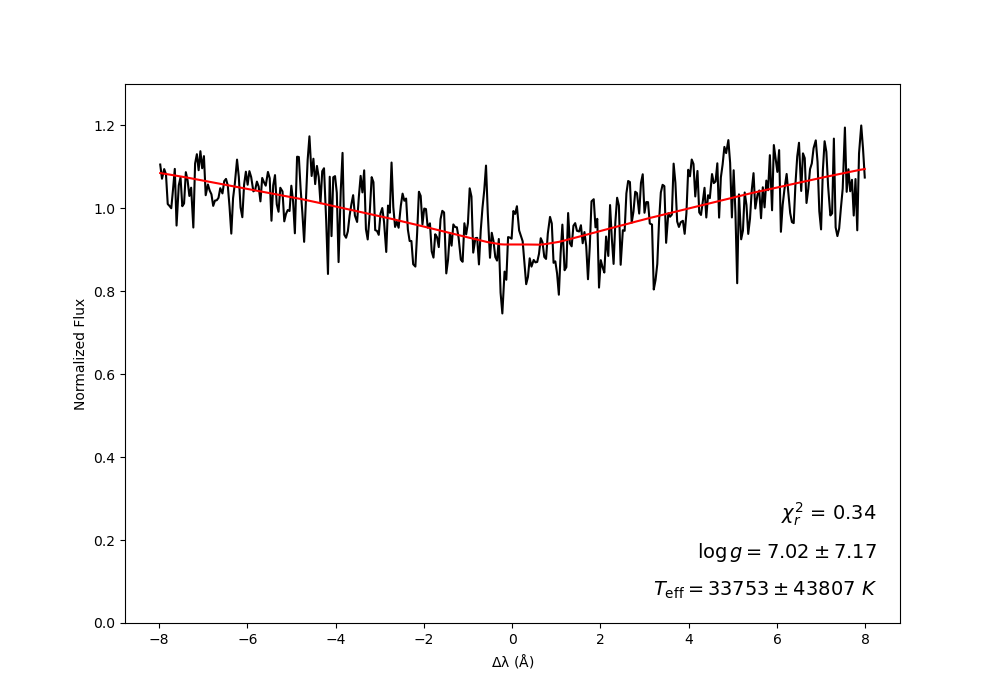 1.2
1.0
0.8
0.6
0.4
0.2
0.0
Normalized Flux
χ²ᵣ = 0.34
log g = 7.02 ± 7.17
T_eff = 33753 ± 43807 K
−8 −6 −4 −2 0 2 4 6 8
Δλ (Å)